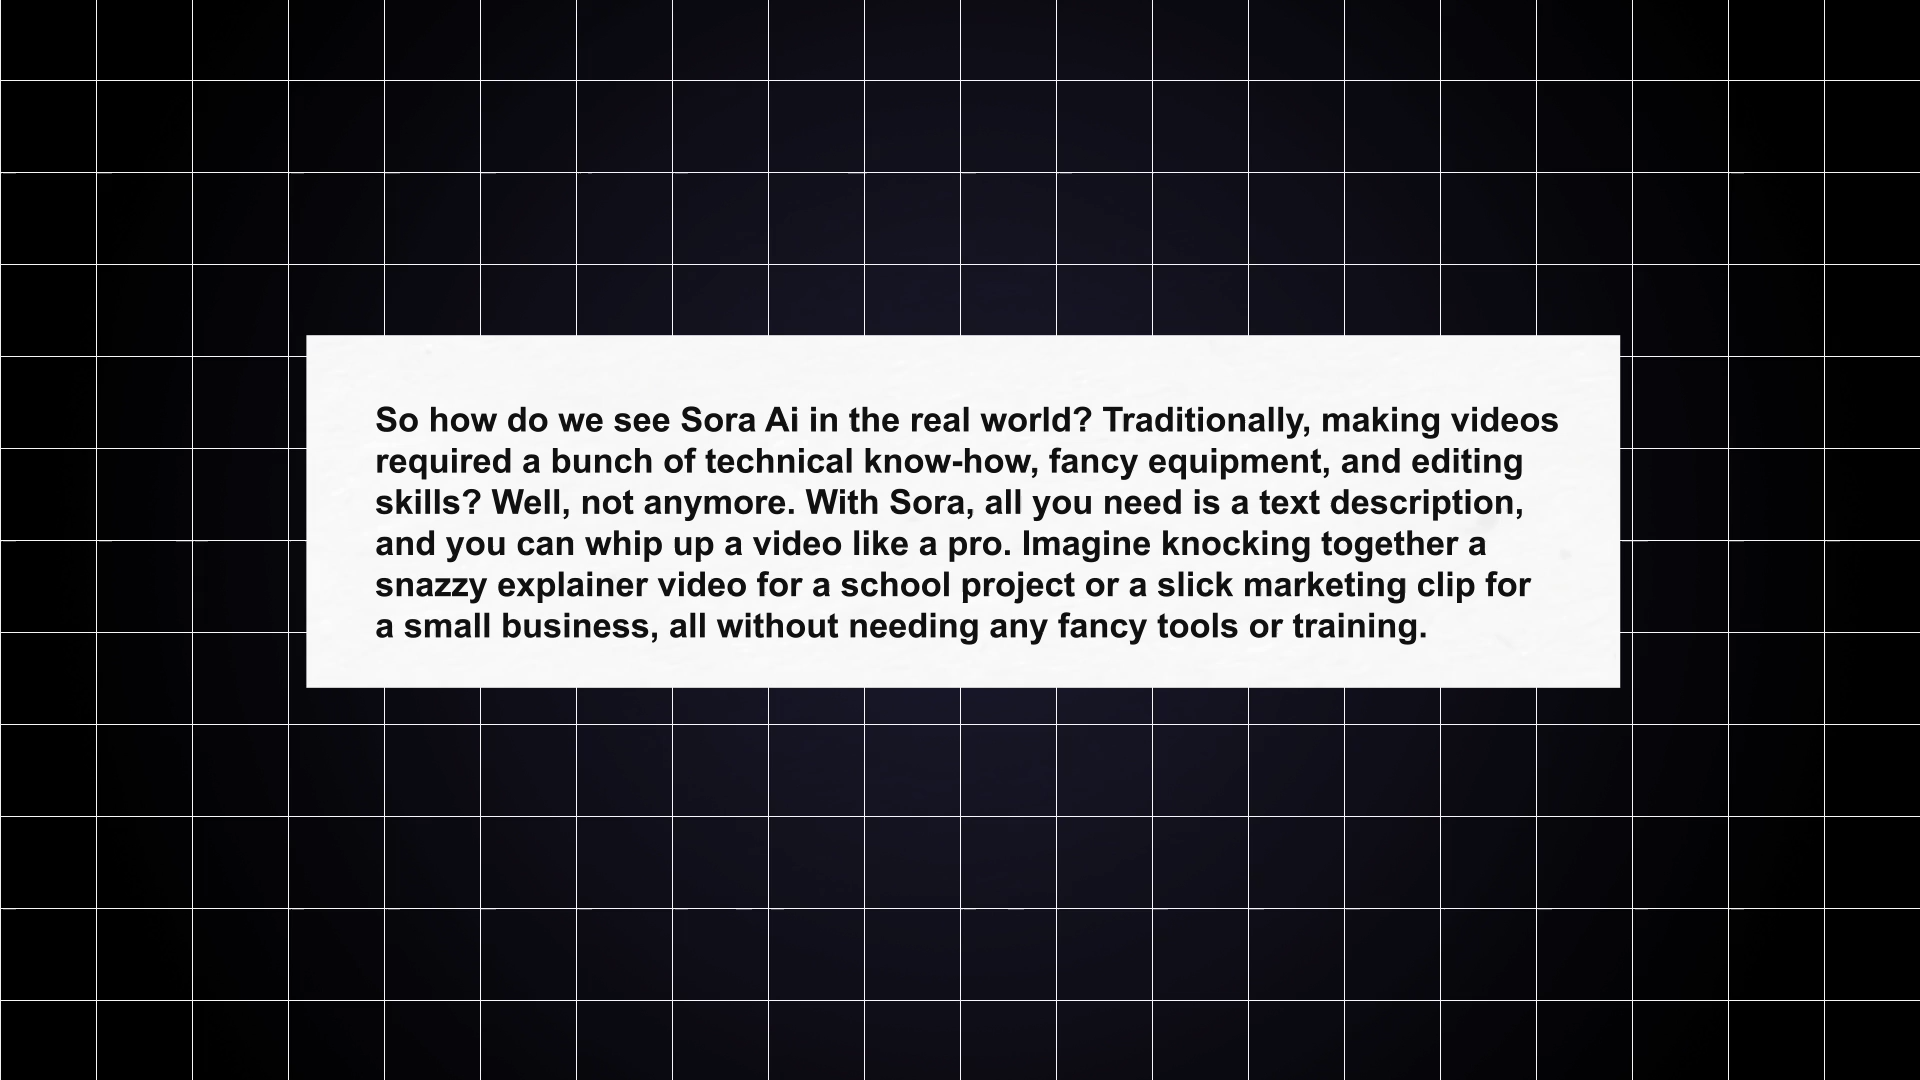 So how do we see Sora Ai in the real world? Traditionally, making videos
required a bunch of technical know-how, fancy equipment, and editing
skills? Well, not anymore. With Sora, all you need is a text description,
and you can whip up a video like a pro. Imagine knocking together a
snazzy explainer video for a school project or a slick marketing clip for
a small business, all without needing any fancy tools or training.